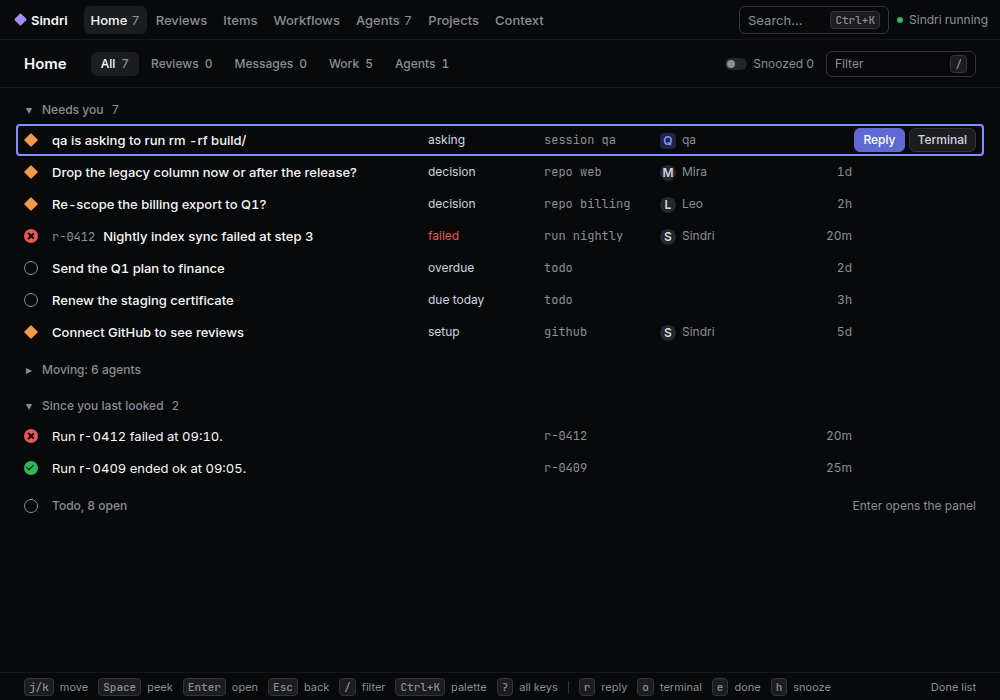 Sindri Home 7 Reviews Items Workflows Agents 7 Projects Context Search... Ctrl+K Sindri running
Home All 7 Reviews 0 Messages 0 Work 5 Agents 1 Snoozed 0 Filter /
Needs you 7
qa is asking to run rm -rf build/ asking session qa Q qa Reply Terminal
Drop the legacy column now or after the release? decision repo web M Mira 1d
Re-scope the billing export to Q1? decision repo billing L Leo 2h
r-0412 Nightly index sync failed at step 3 failed run nightly S Sindri 20m
Send the Q1 plan to finance overdue todo 2d
Renew the staging certificate due today todo 3h
Connect GitHub to see reviews setup github S Sindri 5d
Moving: 6 agents
Since you last looked 2
Run r-0412 failed at 09:10. r-0412 20m
Run r-0409 ended ok at 09:05. r-0409 25m
Todo, 8 open Enter opens the panel
j/k move Space peek Enter open Esc back / filter Ctrl+K palette ? all keys r reply o terminal e done h snooze Done list